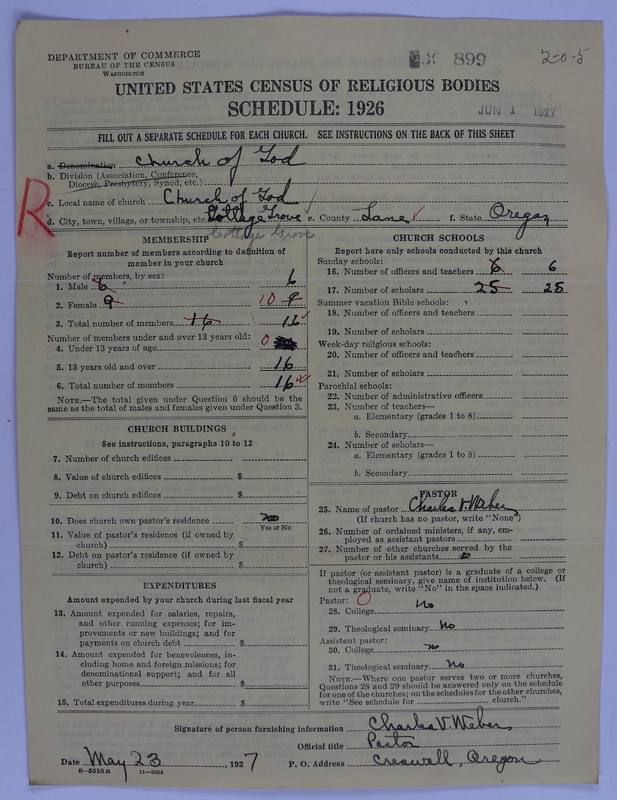 DEPARTMENT OF COMMERCE
BUREAU OF THE CENSUS
WASHINGTON
899
20-5
UNITED STATES CENSUS OF RELIGIOUS BODIES
SCHEDULE: 1926
JUN 1 1927
FILL OUT A SEPARATE SCHEDULE FOR EACH CHURCH. SEE INSTRUCTIONS ON THE BACK OF THIS SHEET
R
a. Denomination Church of God
b. Division (Association, Conference,
Diocese, Presbytery, Synod, etc.)
c. Local name of church Church of God
d. City, town, village, or township, etc. Cottage Grove e. County Lane f. State Oregon
Cottage Grove
MEMBERSHIP
Report number of members according to definition of
member in your church
Number of members, by sex:
1. Male 6 6
2. Female 9 10 9
3. Total number of members 16 16
Number of members under and over 13 years old:
4. Under 13 years of age 0
5. 13 years old and over 16
6. Total number of members 16
NOTE.—The total given under Question 6 should be
same as the total of males and females given under Question 3.
CHURCH BUILDINGS
See instructions, paragraphs 10 to 12
7. Number of church edifices
8. Value of church edifices $
9. Debt on church edifices $
10. Does church own pastor's residence no
Yes or No
11. Value of pastor's residence (if owned by
church) $
12. Debt on pastor's residence (if owned by
church) $
EXPENDITURES
Amount expended by your church during last fiscal year
13. Amount expended for salaries, repairs,
and other running expenses; for im-
provements or new buildings; and for
payments on church debt $
14. Amount expended for benevolences, in-
cluding home and foreign missions; for
denominational support; and for all
other purposes $
15. Total expenditures during year $
CHURCH SCHOOLS
Report here only schools conducted by this church
Sunday schools:
16. Number of officers and teachers 6 6
17. Number of scholars 25 25
Summer vacation Bible schools:
18. Number of officers and teachers
19. Number of scholars
Week-day religious schools:
20. Number of officers and teachers
21. Number of scholars
Parochial schools:
22. Number of administrative officers
23. Number of teachers—
a. Elementary (grades 1 to 8)
b. Secondary
24. Number of scholars—
a. Elementary (grades 1 to 8)
b. Secondary
PASTOR
25. Name of pastor Charles V. Weber
(If church has no pastor, write "None")
26. Number of ordained ministers, if any, em-
ployed as assistant pastors
27. Number of other churches served by the
pastor or his assistants
If pastor (or assistant pastor) is a graduate of a college or
theological seminary, give name of institution below. (If
not a graduate, write "No" in the space indicated.)
Pastor: 0
28. College No
29. Theological seminary No
Assistant pastor:
30. College no
31. Theological seminary No
NOTE.—Where one pastor serves two or more churches,
Questions 28 and 29 should be answered only on the schedule
for one of the churches; on the schedules for the other churches,
write "See schedule for church."
Signature of person furnishing information Charles V. Weber
Official title Pastor
Date May 23, 1927 P. O. Address Creswell, Oregon
8-5518a 11-9054